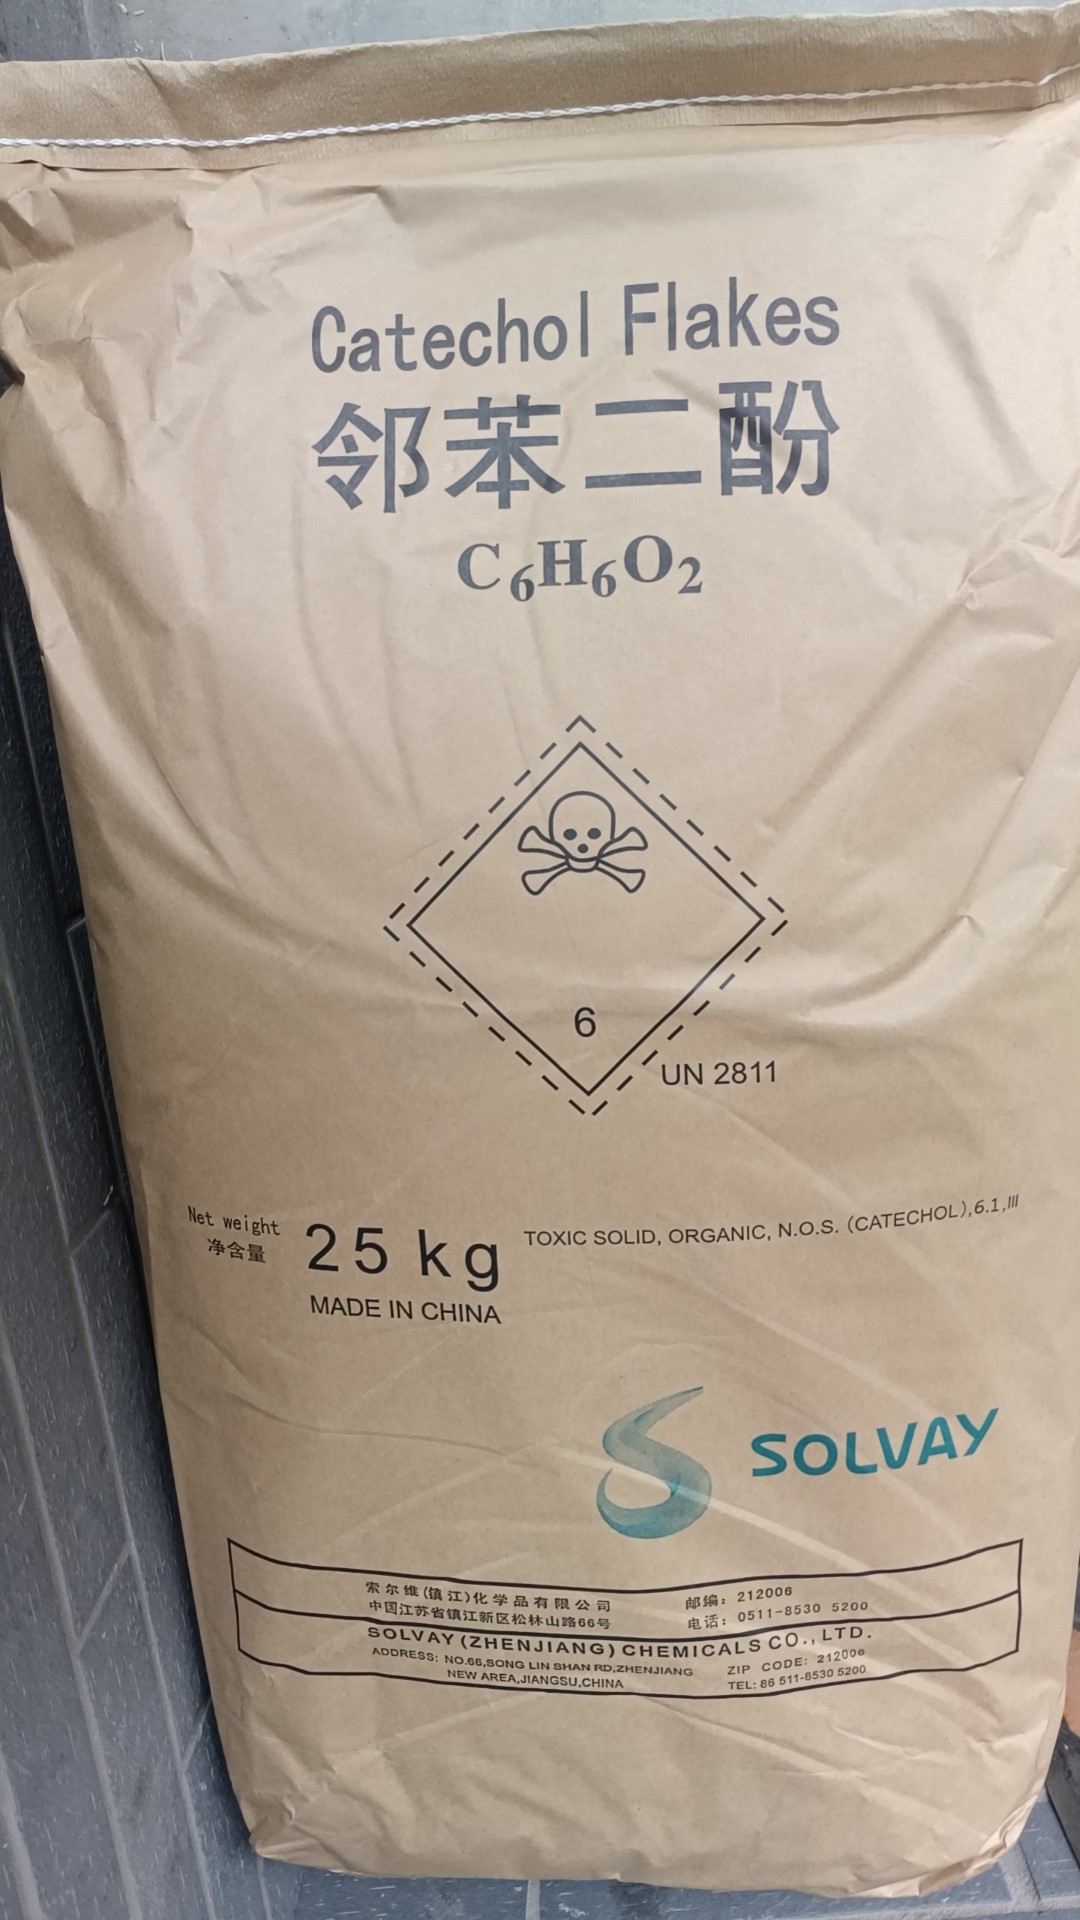 Catechol Flakes
邻苯二酚
C₆H₆O₂
6
UN 2811
Net weight
净含量
25 kg
TOXIC SOLID, ORGANIC, N.O.S. (CATECHOL),6.1,III
MADE IN CHINA
SOLVAY
索尔维(镇江)化学品有限公司
邮编: 212006
中国江苏省镇江新区松林山路66号
电话: 0511-8530 5200
SOLVAY(ZHENJIANG)CHEMICALS CO.,LTD.
ADDRESS: NO.66,SONG LIN SHAN RD,ZHENJIANG
ZIP CODE: 212006
NEW AREA,JIANGSU,CHINA
TEL: 86 511-8530 5200